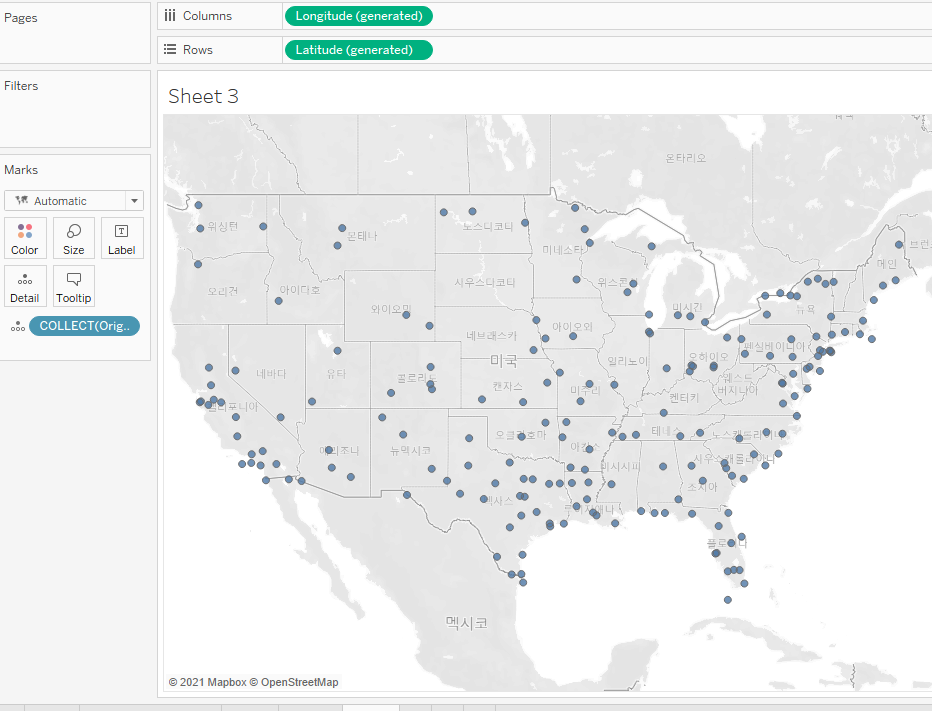 Pages
Columns
Longitude (generated)
Rows
Latitude (generated)
Filters
Sheet 3
Marks
Automatic
Color
Size
Label
Detail
Tooltip
COLLECT(Orig..
온타리오
워싱턴
몬태나
노스다코타
미네소타
메인
브런
오리건
아이다호
사우스다코타
위스콘신
와이오밍
미시간
뉴욕
네브래스카
아이오와
미국
일리노이
오하이오
펜실베이니아
네바다
유타
콜로라도
캔자스
미주리
웨스트
버지니아
켄터키
캘리포니아
애리조나
뉴멕시코
오클라호마
테네시
노스캐롤라이나
아칸소
미시시피
사우스캐롤라이나
조지아
텍사스
루이지애나
플로리다
멕시코
© 2021 Mapbox © OpenStreetMap